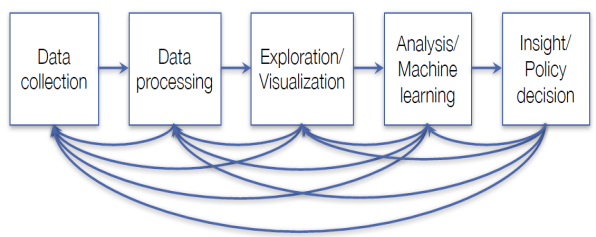 Data
collection
Data
processing
Exploration/
Visualization
Analysis/
Machine
learning
Insight/
Policy
decision